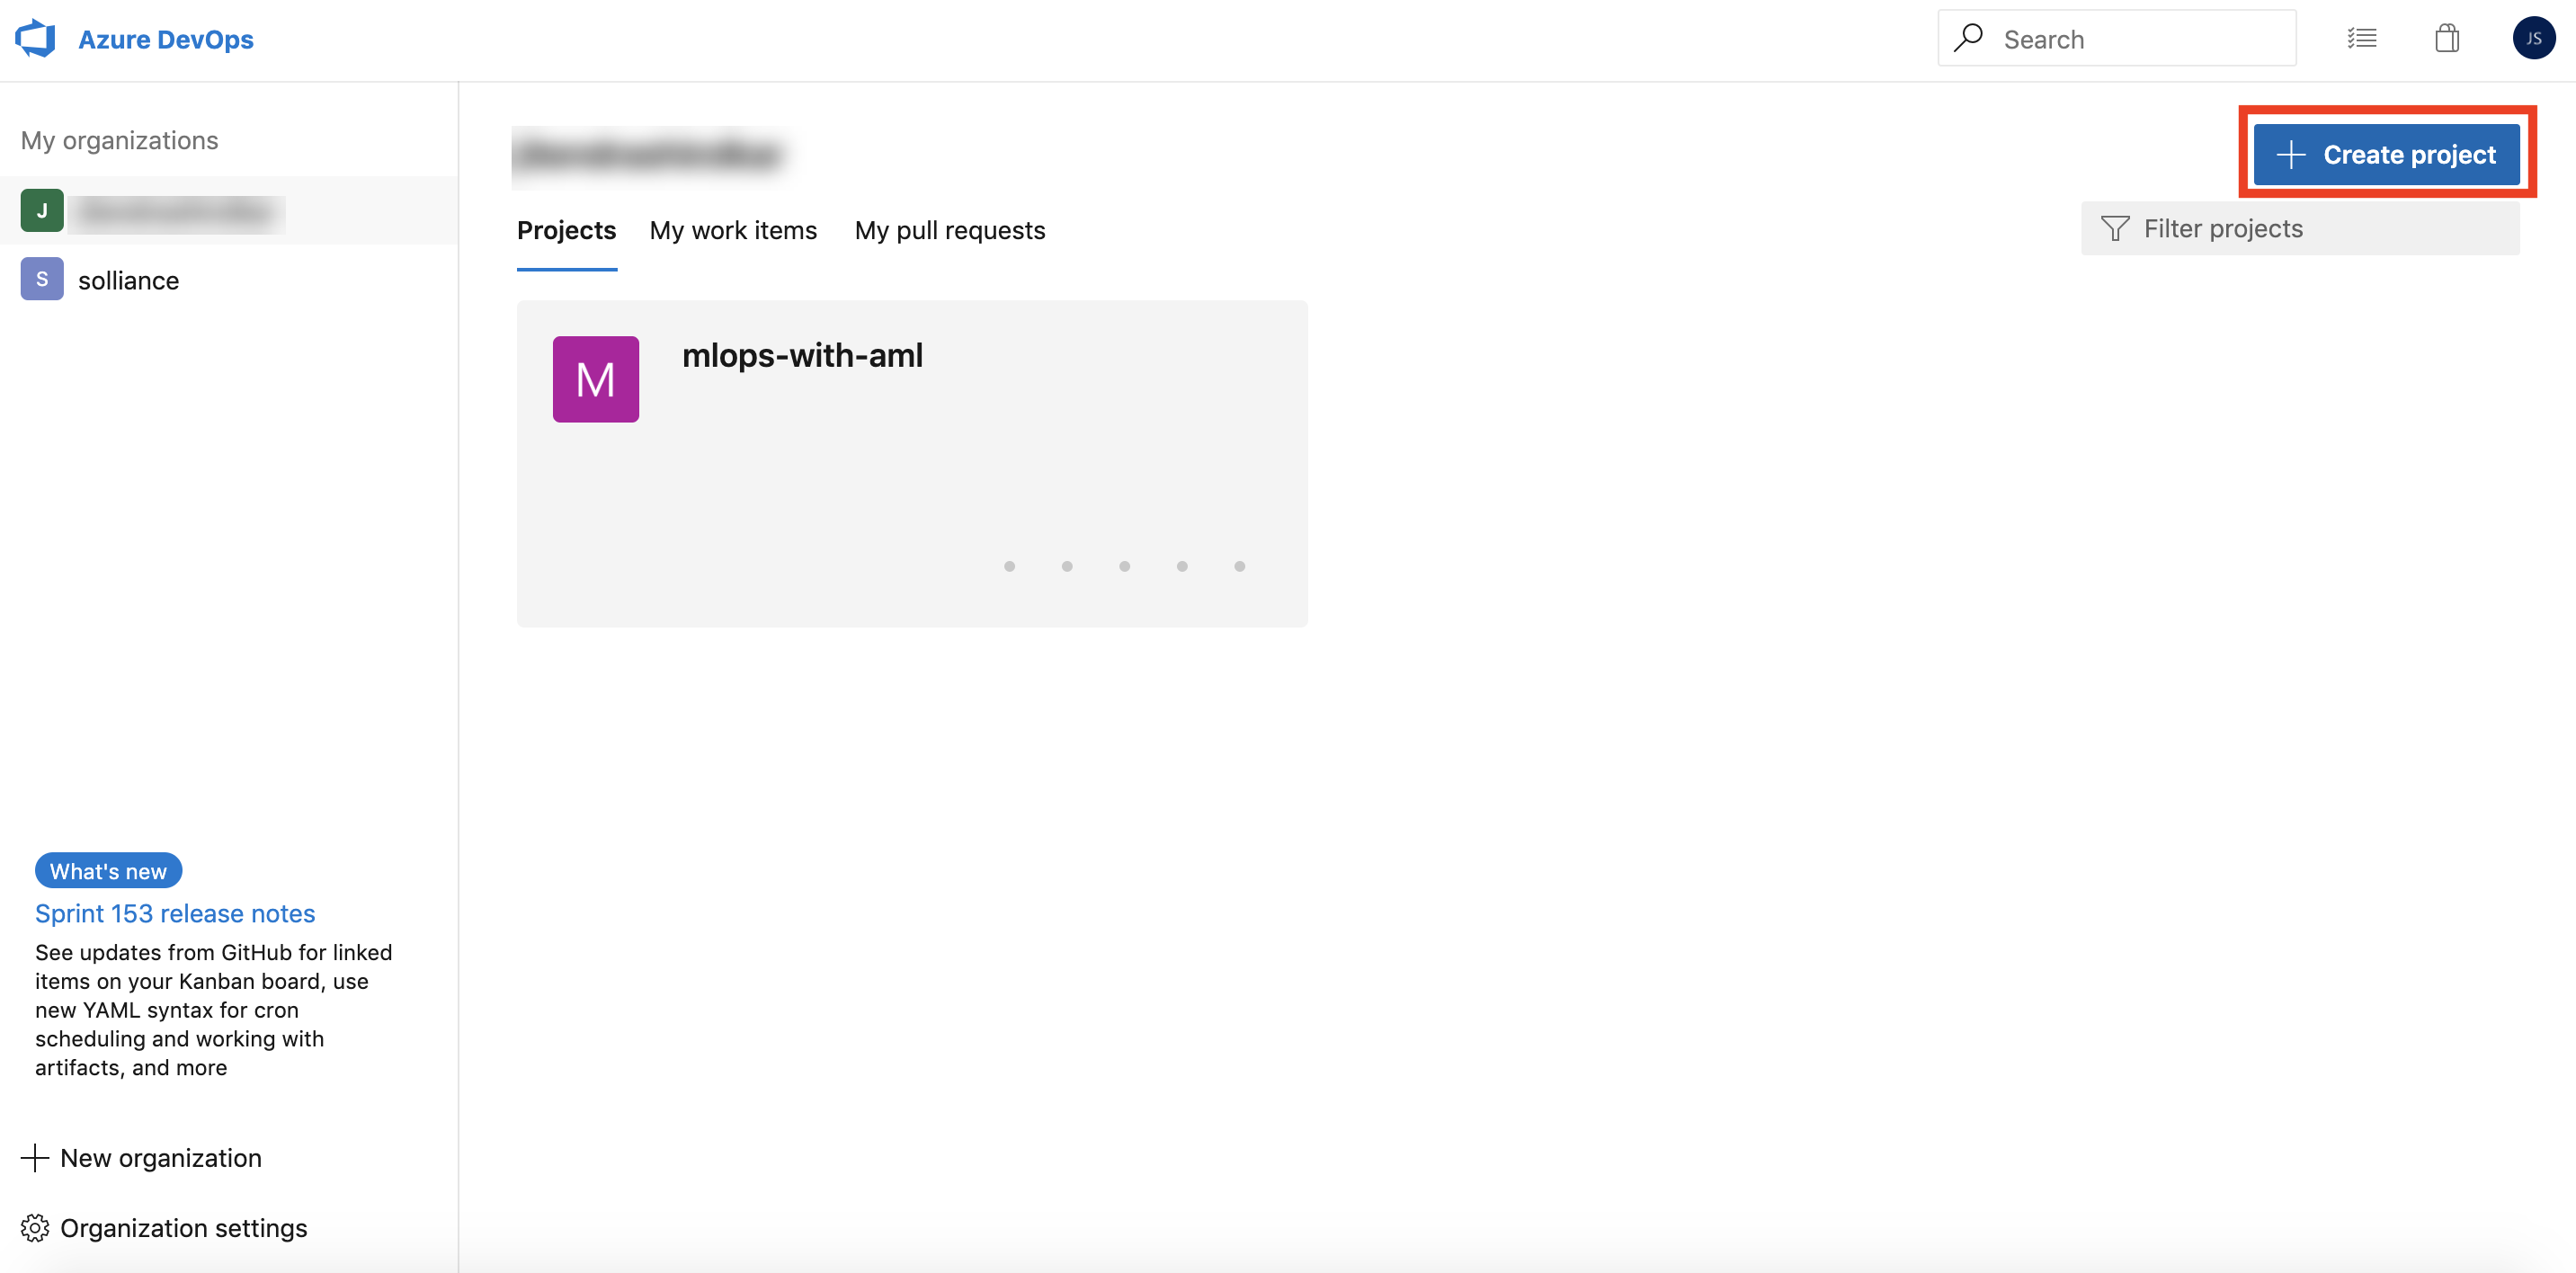 Azure DevOps
Search
JS
My organizations
J
S
solliance
Create project
Projects
My work items
My pull requests
Filter projects
M
mlops-with-aml
What's new
Sprint 153 release notes
See updates from GitHub for linked
items on your Kanban board, use
new YAML syntax for cron
scheduling and working with
artifacts, and more
New organization
Organization settings